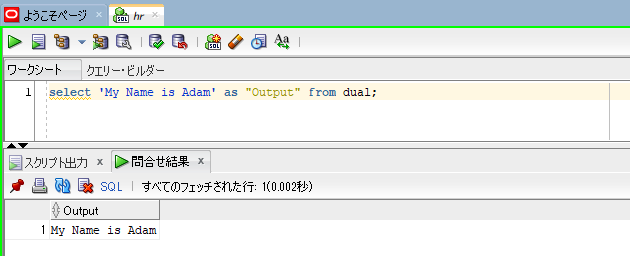 ようこそページ hr
SQL Aa
ワークシート クエリー・ビルダー
1 select 'My Name is Adam' as "Output" from dual;
スクリプト出力 問合せ結果
SQL すべてのフェッチされた行: 1(0.002秒)
Output
1 My Name is Adam